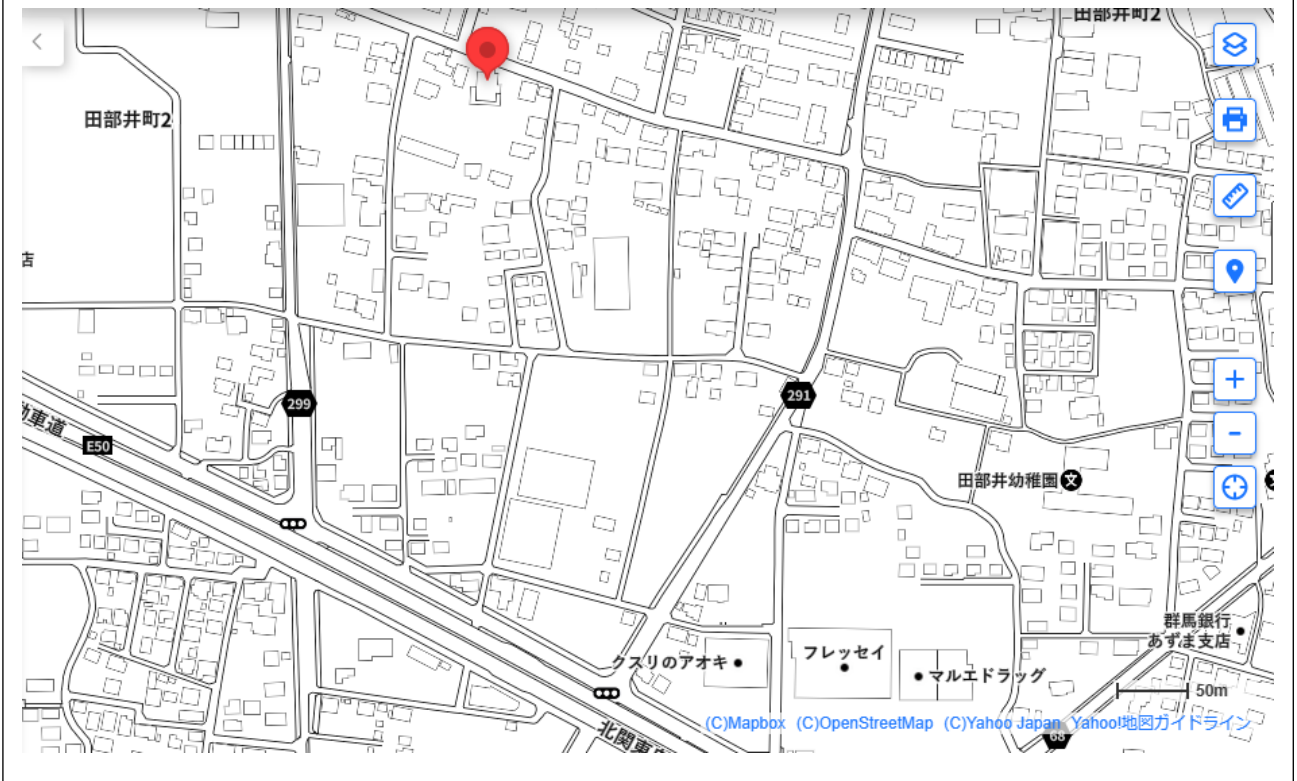 田部井町2
田部井町2
店
299
291
動車道
E50
田部井幼稚園
文
群馬銀行
あずま支店
クスリのアオキ
フレッセイ
マルエドラッグ
50m
北関東
(C)Mapbox (C)OpenStreetMap (C)Yahoo Japan Yahoo!地図ガイドライン
68